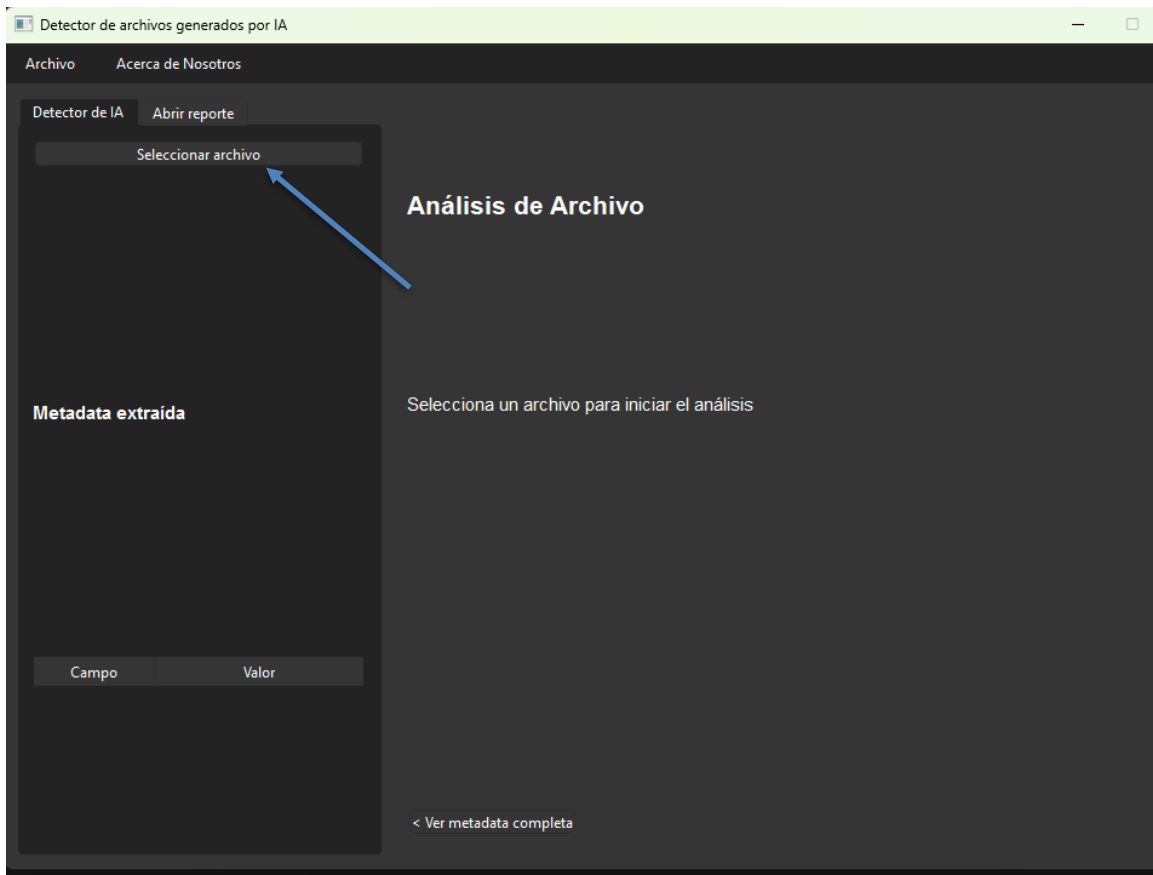 Detector de archivos generados por IA
Archivo Acerca de Nosotros
Detector de IA Abrir reporte
Seleccionar archivo
Análisis de Archivo
Selecciona un archivo para iniciar el análisis
Metadata extraída
Campo Valor
< Ver metadata completa